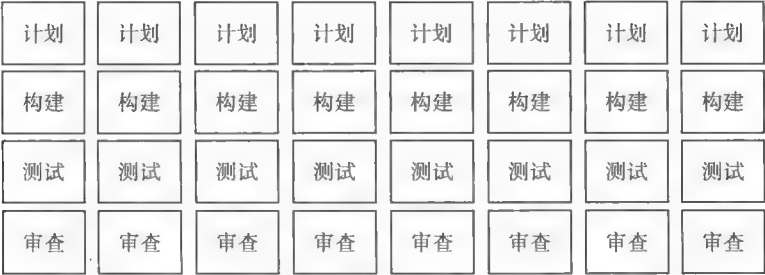 计划 计划 计划 计划 计划 计划 计划 计划
构建 构建 构建 构建 构建 构建 构建 构建
测试 测试 测试 测试 测试 测试 测试 测试
审查 审查 审查 审查 审查 审查 审查 审查